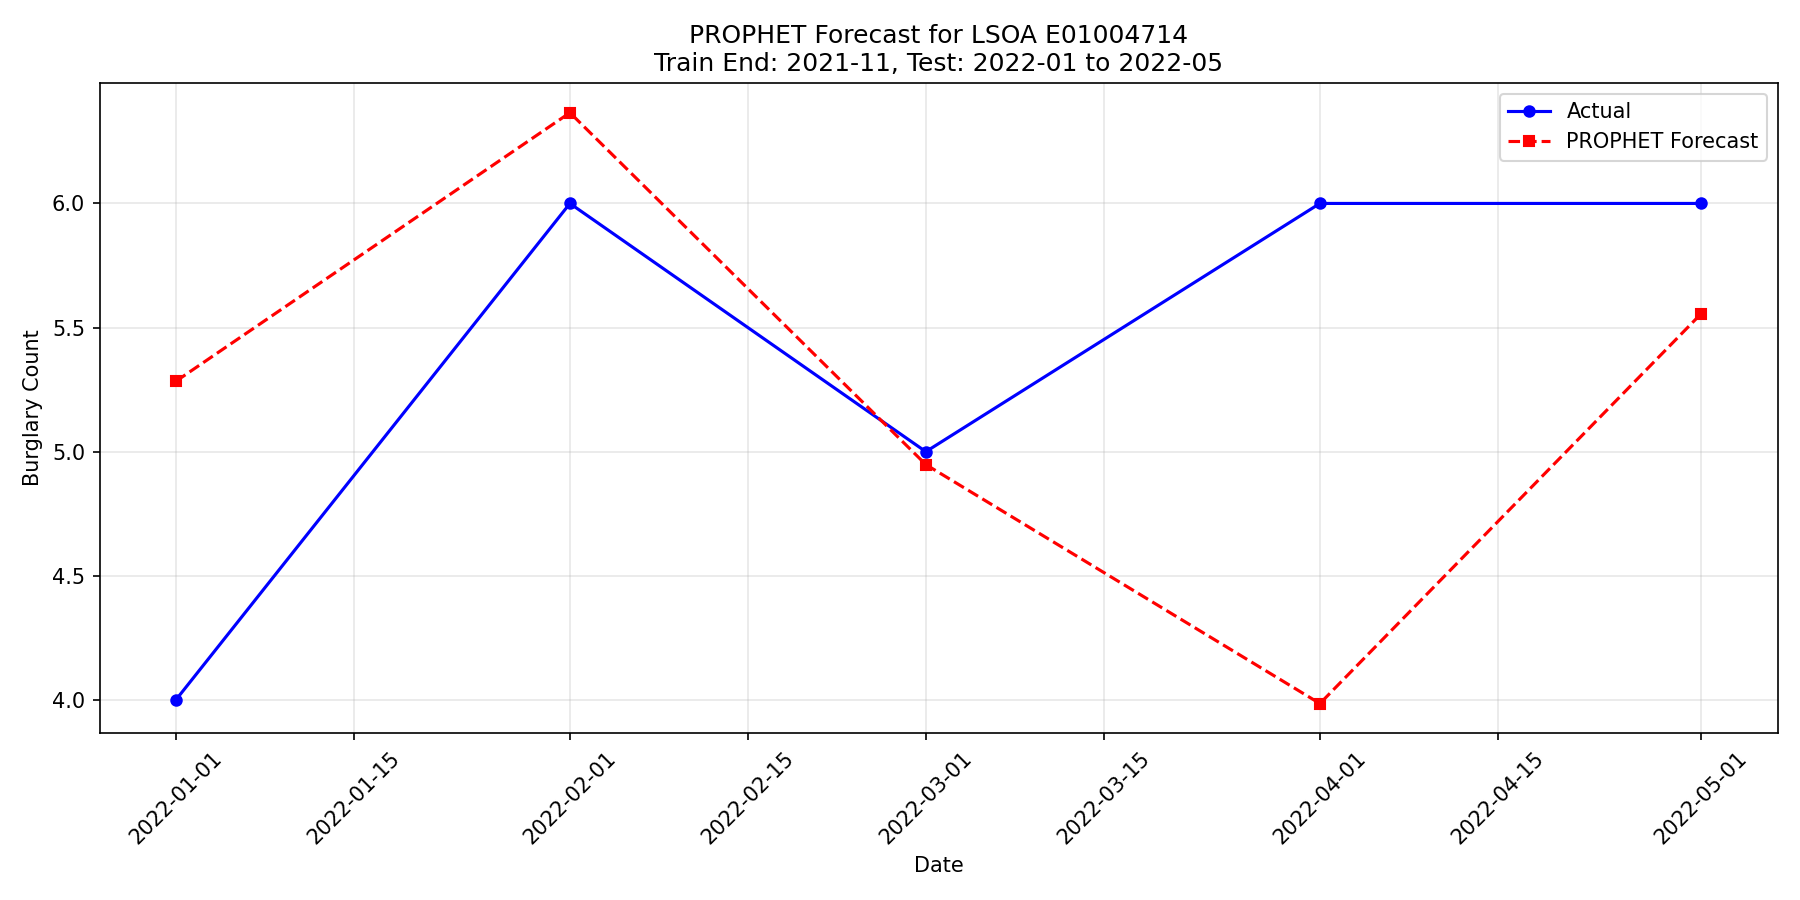 PROPHET Forecast for LSOA E01004714
Train End: 2021-11, Test: 2022-01 to 2022-05
Actual
PROPHET Forecast
Burglary Count
6.0
5.5
5.0
4.5
4.0
2022-01-01
2022-01-15
2022-02-01
2022-02-15
2022-03-01
2022-03-15
2022-04-01
2022-04-15
2022-05-01
Date